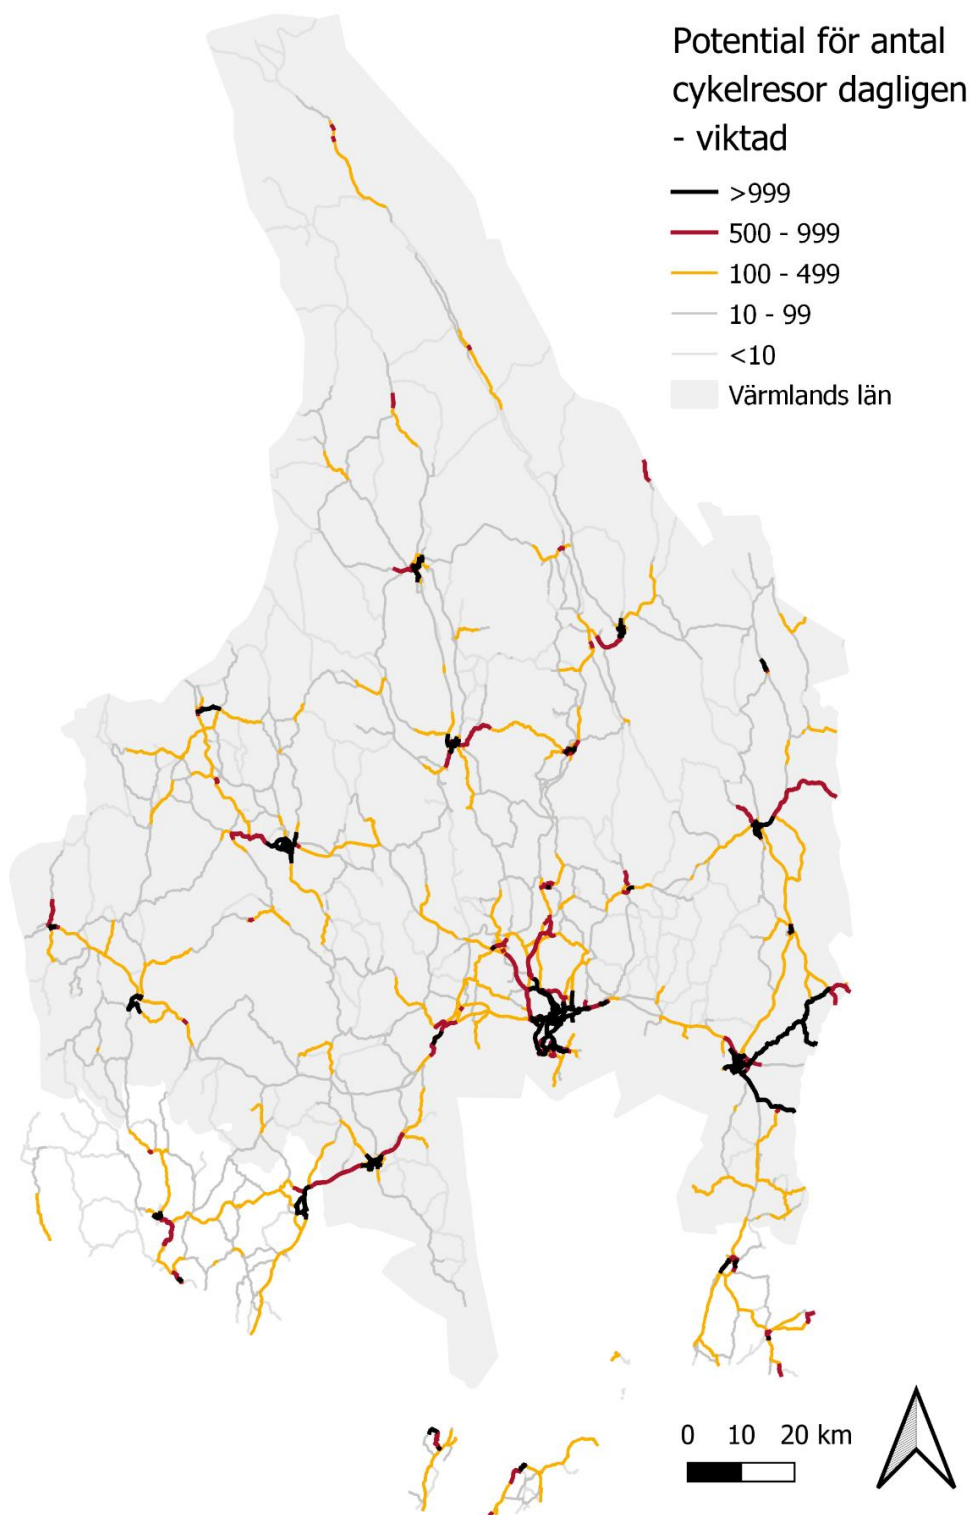 Potential för antal
cykelresor dagligen
- viktad
>999
500 - 999
100 - 499
10 - 99
<10
Värmlands län
0 10 20 km